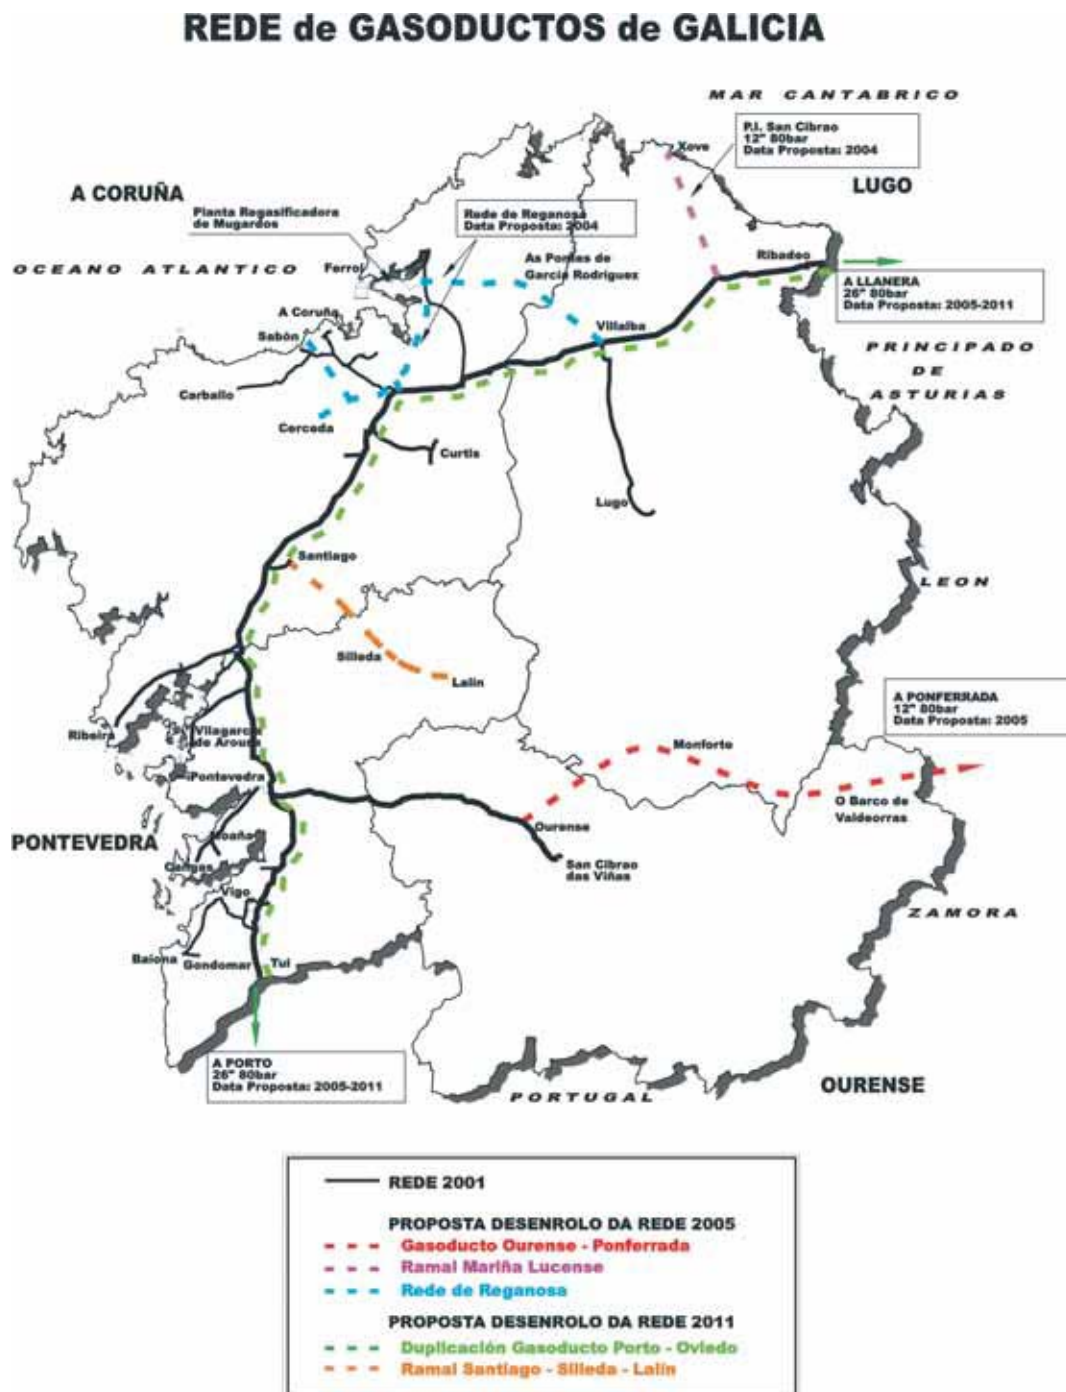 REDE de GASODUCTOS de GALICIA
MAR CANTABRICO
P.I. San Cibrao
12" 80bar
Data Proposta: 2004
Xove
LUGO
A CORUÑA
Planta Regasificadora
de Mugardos
Rede de Reganosa
Data Proposta: 2004
OCEANO ATLANTICO
Ferrol
As Pontes de
García Rodríguez
Ribadeo
A LLANERA
26" 80bar
Data Proposta: 2005-2011
A Coruña
Sabón
Villalba
PRINCIPADO
DE
ASTURIAS
Carballo
Cerceda
Curtis
Lugo
Santiago
LEON
Silleda
Lalín
A PONFERRADA
12" 80bar
Data Proposta: 2005
Ribeira
Vilagarcía
de Arousa
Monforte
Pontevedra
O Barco de
Valdeorras
PONTEVEDRA
Moaña
Ourense
Cangas
San Cibrao
das Viñas
Vigo
ZAMORA
Baiona
Gondomar
Tui
A PORTO
26" 80bar
Data Proposta: 2005-2011
OURENSE
PORTUGAL
REDE 2001
PROPOSTA DESENROLO DA REDE 2005
Gasoducto Ourense - Ponferrada
Ramal Mariña Lucense
Rede de Reganosa
PROPOSTA DESENROLO DA REDE 2011
Duplicación Gasoducto Porto - Oviedo
Ramal Santiago - Silleda - Lalín